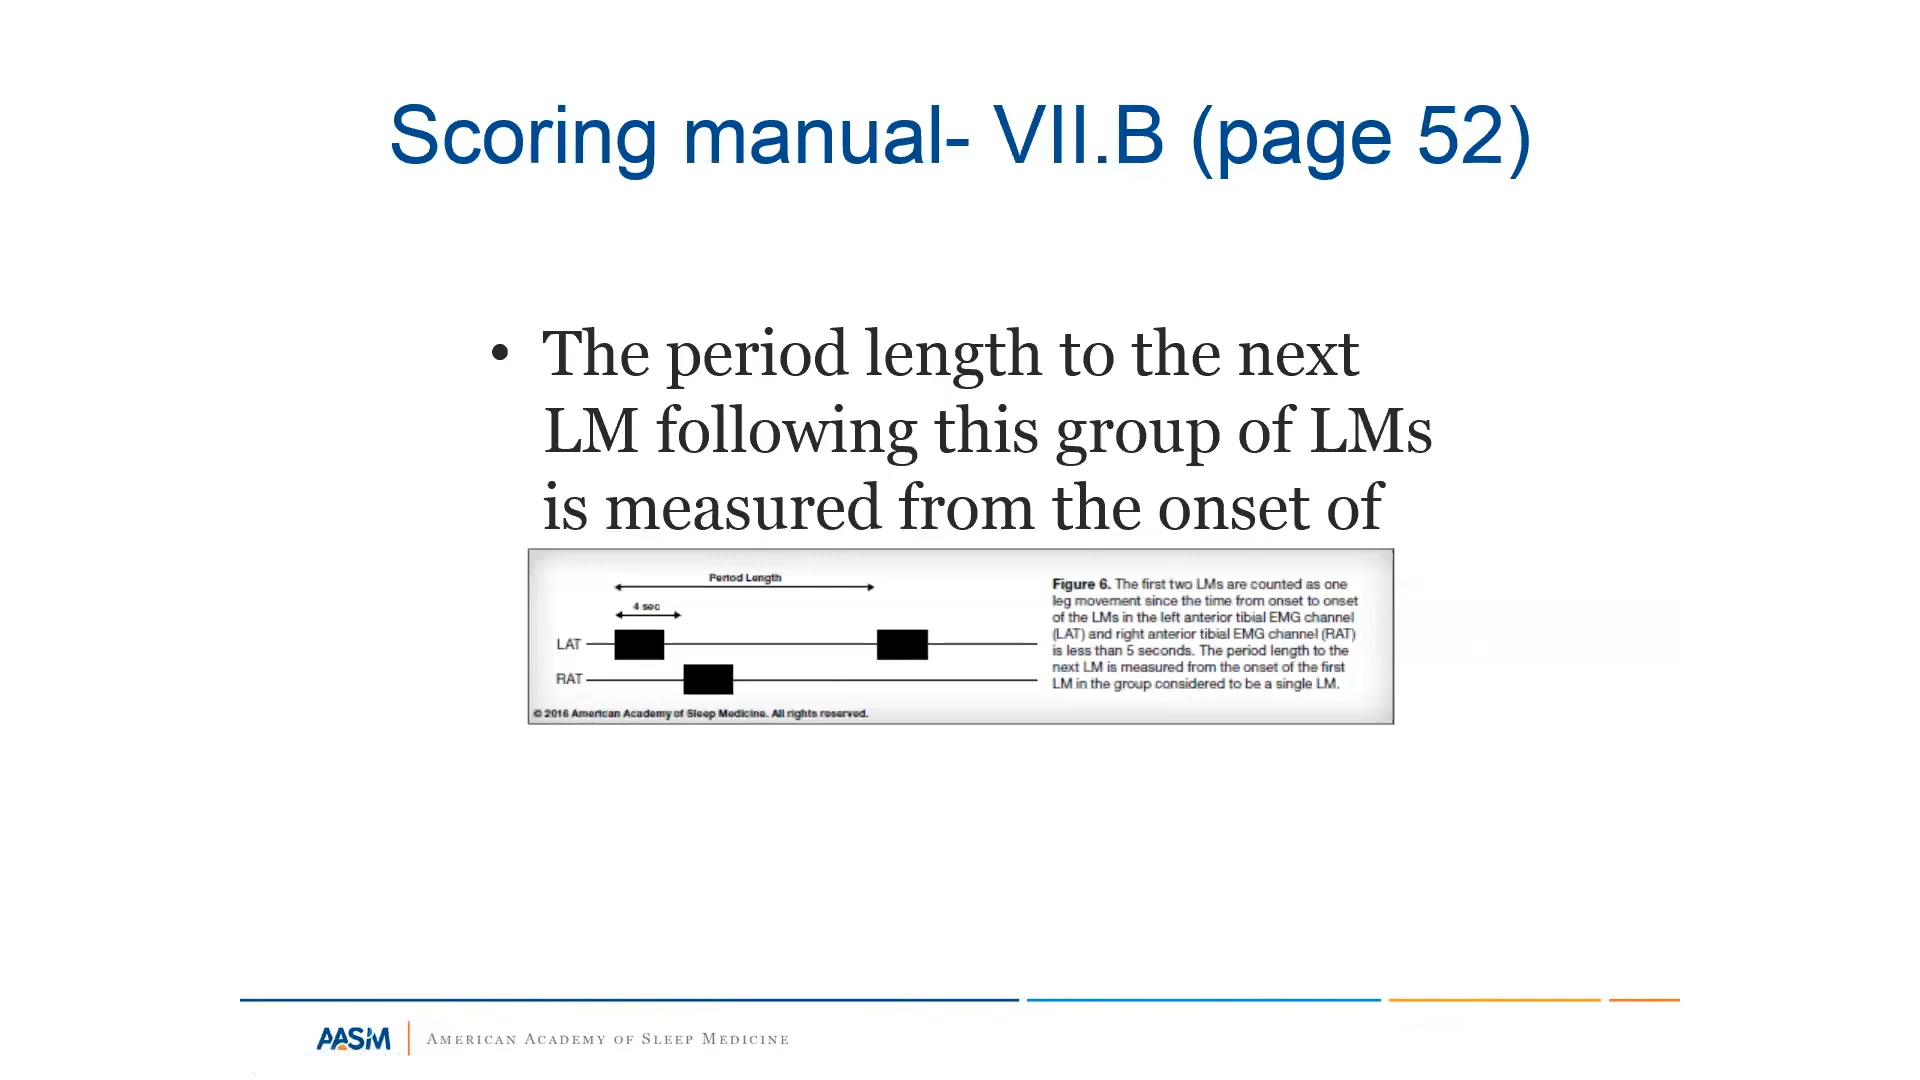 Scoring manual- VII.B (page 52)
• The period length to the next
LM following this group of LMs
is measured from the onset of
Period Length
4 sec
LAT
RAT
Figure 6. The first two LMs are counted as one
leg movement since the time from onset to onset
of the LMs in the left anterior tibial EMG channel
(LAT) and right anterior tibial EMG channel (RAT)
is less than 5 seconds. The period length to the
next LM is measured from the onset of the first
LM in the group considered to be a single LM.
© 2016 American Academy of Sleep Medicine. All rights reserved.
AASM
AMERICAN ACADEMY OF SLEEP MEDICINE